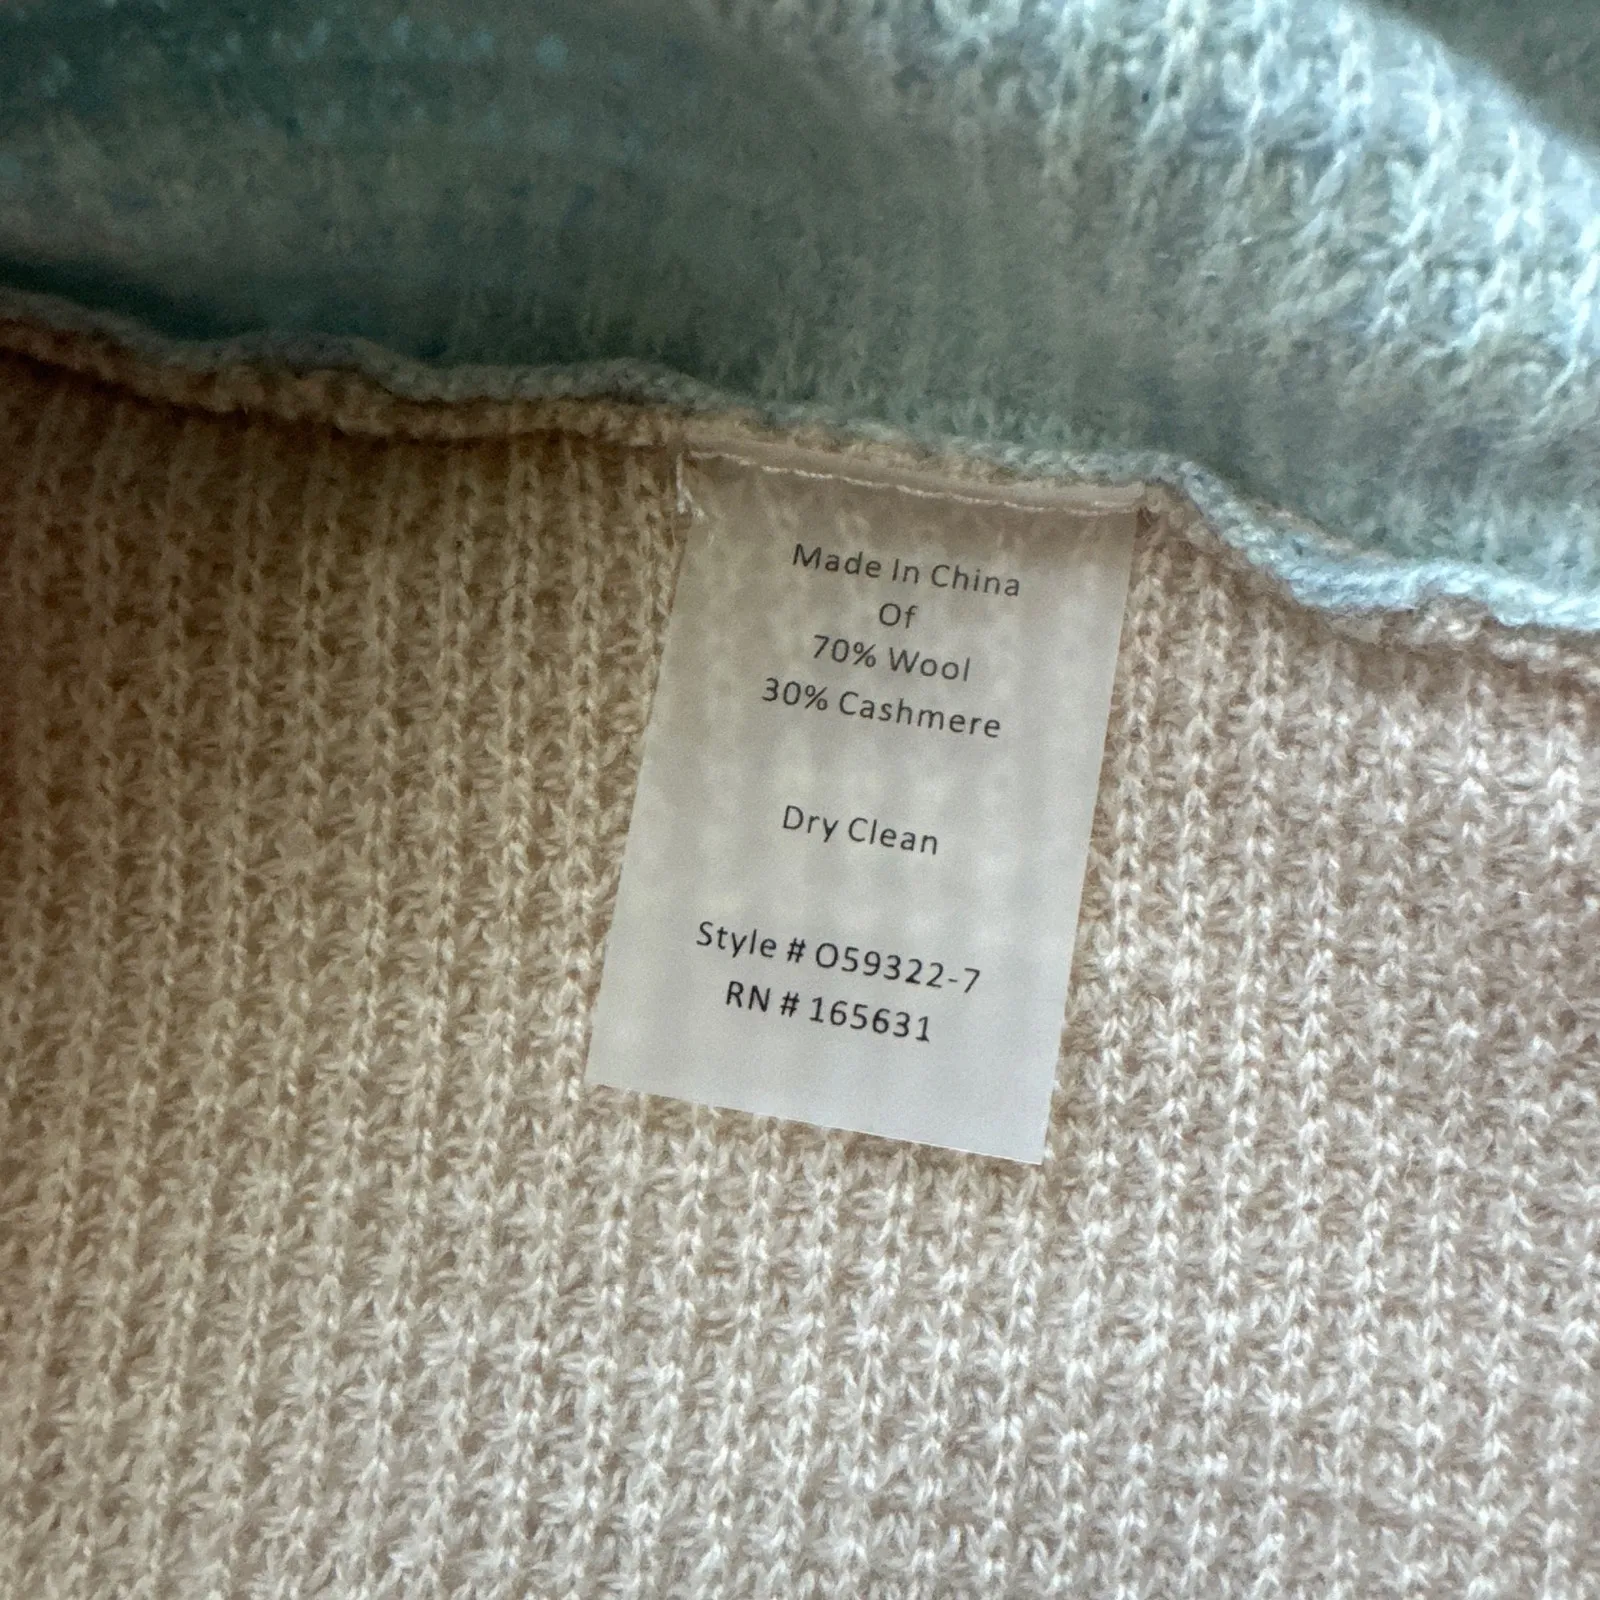 Made In China
Of
70% Wool
30% Cashmere
Dry Clean
Style # O59322-7
RN # 165631